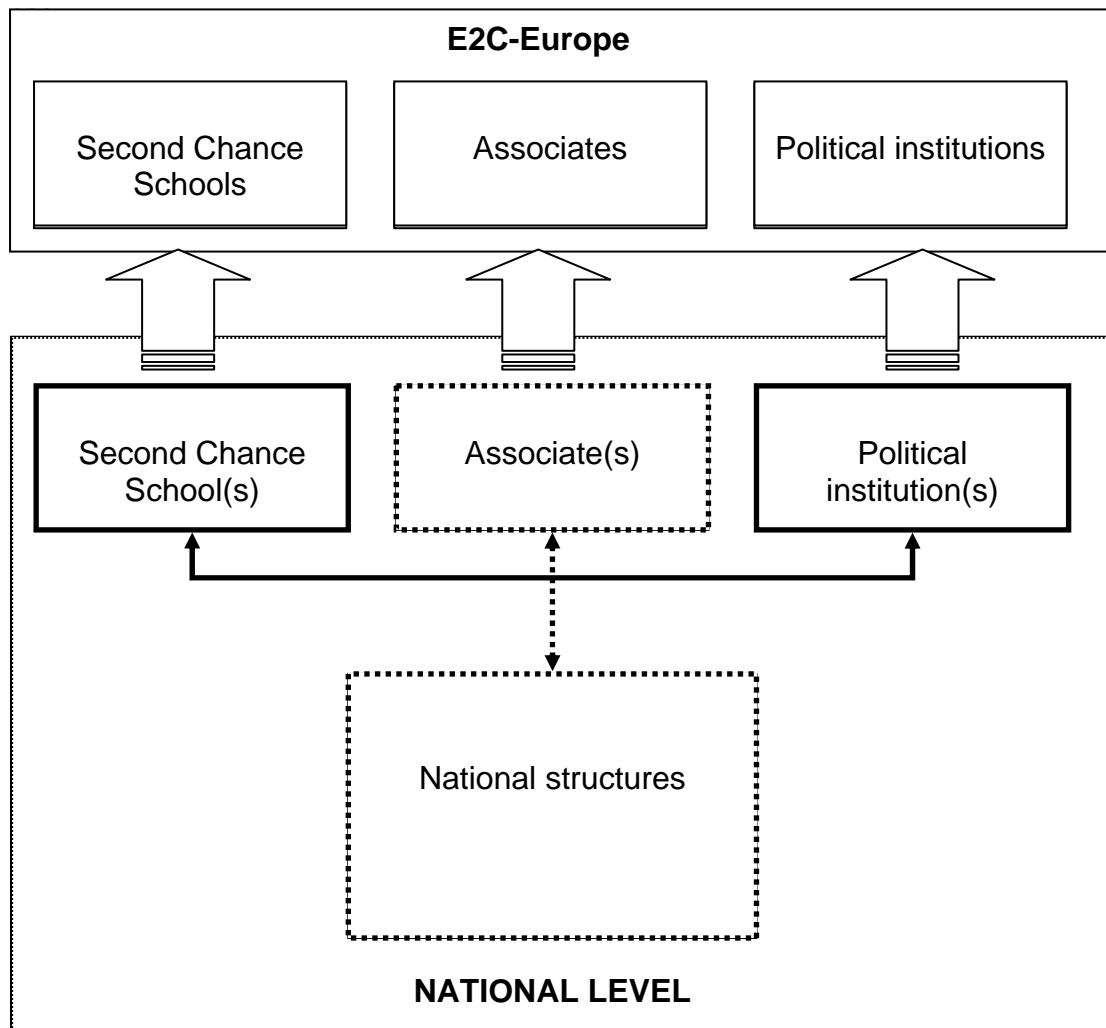 E2C-Europe
Second Chance
Schools
Associates
Political institutions
Second Chance
School(s)
Associate(s)
Political
institution(s)
National structures
NATIONAL LEVEL